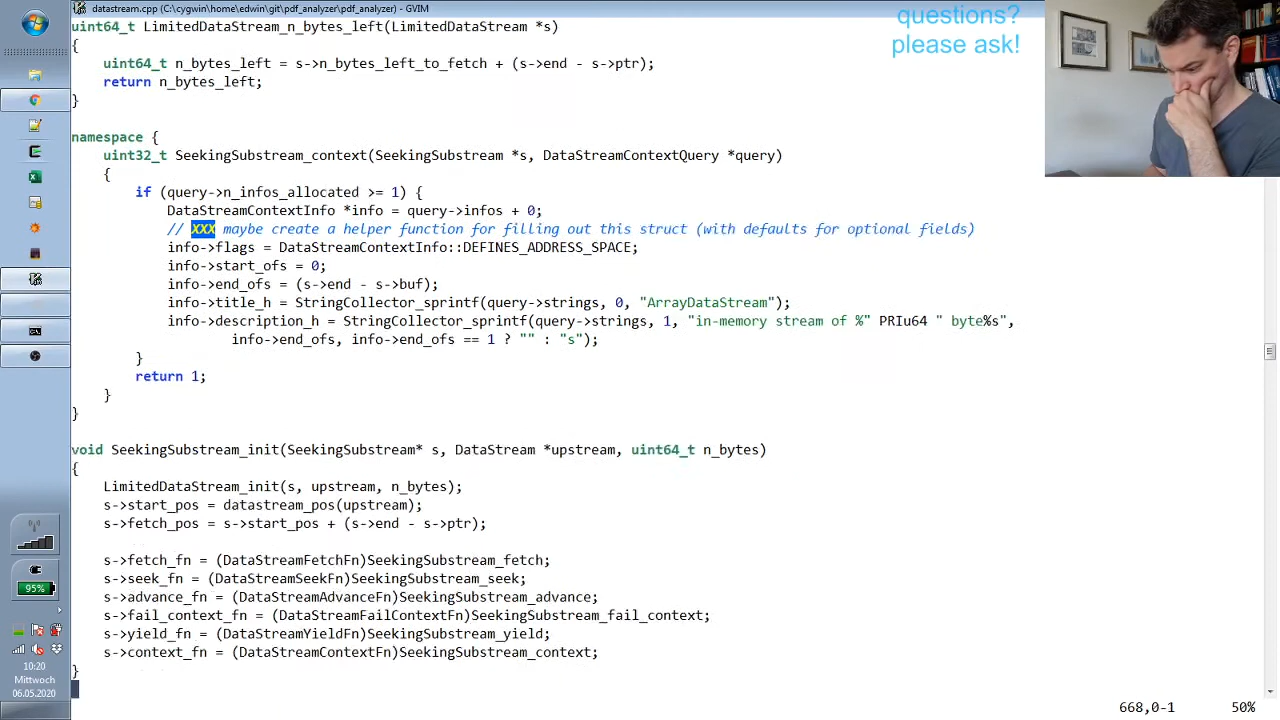 datastream.cpp (C:\cygwin\home\edwin\git\pdf_analyzer\pdf_analyzer) - GVIM
questions?
please ask!
uint64_t LimitedDataStream_n_bytes_left(LimitedDataStream *s)
{
uint64_t n_bytes_left = s->n_bytes_left_to_fetch + (s->end - s->ptr);
return n_bytes_left;
}
namespace {
uint32_t SeekingSubstream_context(SeekingSubstream *s, DataStreamContextQuery *query)
{
if (query->n_infos_allocated >= 1) {
DataStreamContextInfo *info = query->infos + 0;
// XXX maybe create a helper function for filling out this struct (with defaults for optional fields)
info->flags = DataStreamContextInfo::DEFINES_ADDRESS_SPACE;
info->start_ofs = 0;
info->end_ofs = (s->end - s->buf);
info->title_h = StringCollector_sprintf(query->strings, 0, "ArrayDataStream");
info->description_h = StringCollector_sprintf(query->strings, 1, "in-memory stream of %" PRIu64 " byte%s",
info->end_ofs, info->end_ofs == 1 ? "" : "s");
}
return 1;
}
}
void SeekingSubstream_init(SeekingSubstream* s, DataStream *upstream, uint64_t n_bytes)
{
LimitedDataStream_init(s, upstream, n_bytes);
s->start_pos = datastream_pos(upstream);
s->fetch_pos = s->start_pos + (s->end - s->ptr);
s->fetch_fn = (DataStreamFetchFn)SeekingSubstream_fetch;
s->seek_fn = (DataStreamSeekFn)SeekingSubstream_seek;
s->advance_fn = (DataStreamAdvanceFn)SeekingSubstream_advance;
s->fail_context_fn = (DataStreamFailContextFn)SeekingSubstream_fail_context;
s->yield_fn = (DataStreamYieldFn)SeekingSubstream_yield;
s->context_fn = (DataStreamContextFn)SeekingSubstream_context;
}
668,0-1 50%
95%
10:20
Mittwoch
06.05.2020